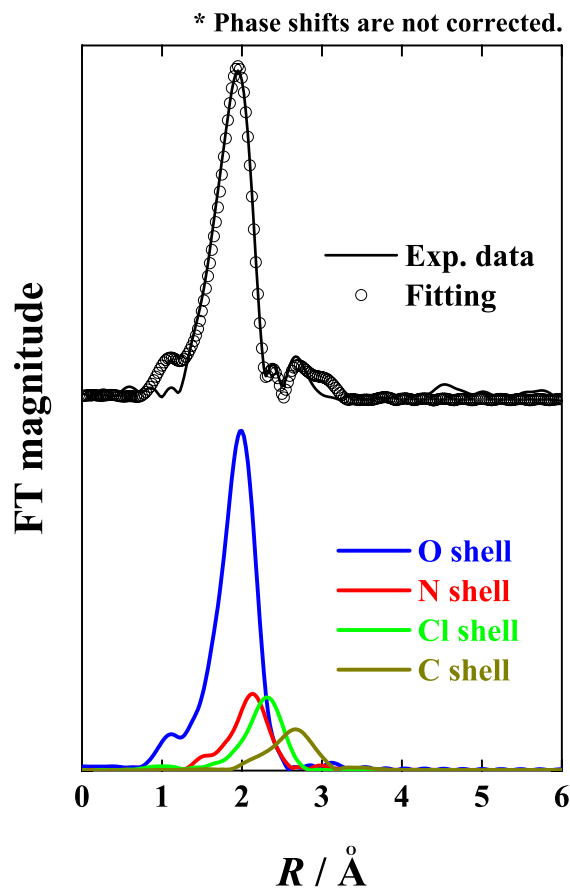 * Phase shifts are not corrected.
Exp. data
Fitting
FT magnitude
O shell
N shell
Cl shell
C shell
0 1 2 3 4 5 6
R / Å